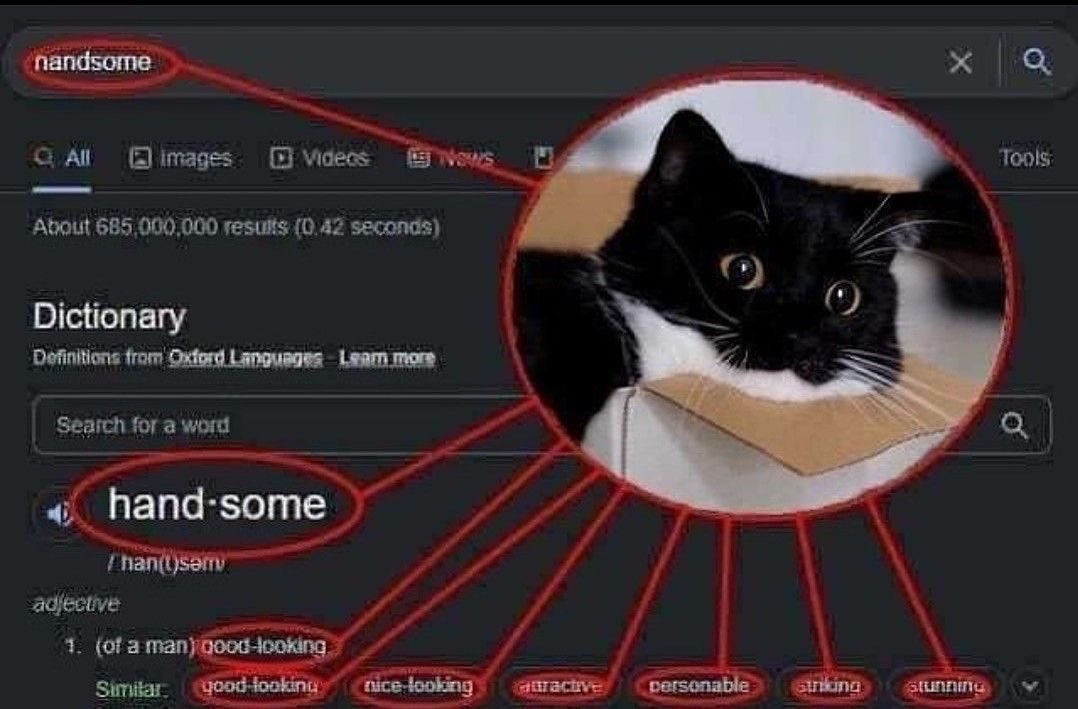 handsome
All Images Videos News Tools
About 685,000,000 results (0.42 seconds)
Dictionary
Definitions from Oxford Languages · Learn more
Search for a word
hand·some
/ˈhan(t)səm/
adjective
1. (of a man) good-looking.
Similar: good-looking nice-looking attractive personable striking stunning